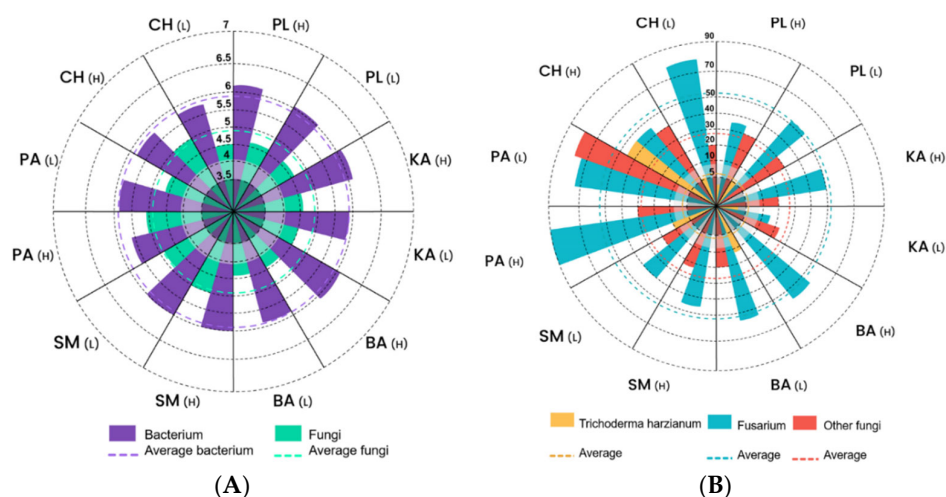 CH (L)
PL (H)
CH (H)
PL (L)
PA (L)
KA (H)
PA (H)
KA (L)
SM (L)
BA (H)
SM (H)
BA (L)
7
6.5
6
5.5
5
4.5
4
3.5
Bacterium
Fungi
Average bacterium
Average fungi
(A)
CH (L)
PL (H)
CH (H)
PL (L)
PA (L)
KA (H)
PA (H)
KA (L)
SM (L)
BA (H)
SM (H)
BA (L)
90
70
50
40
30
20
10
5
Trichoderma harzianum
Fusarium
Other fungi
Average
Average
Average
(B)